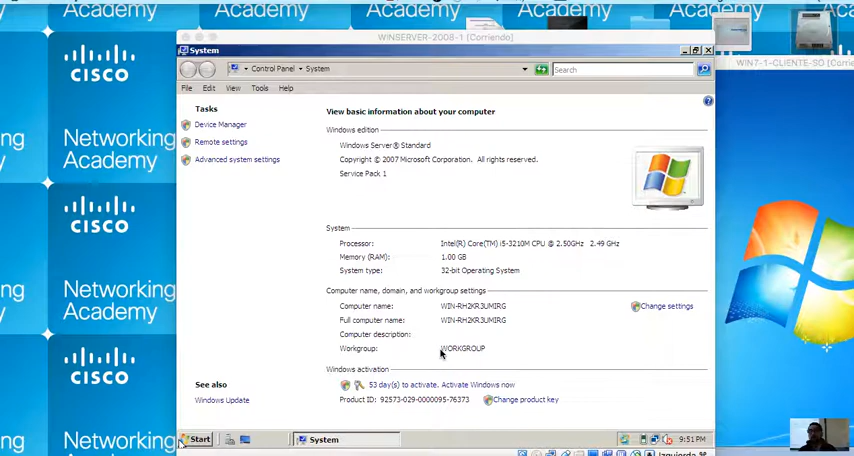 Academy
Academy
Academy
Academy
Academy
WINSERVER-2008-1 [Corriendo]
WIN7-1-CLIENTE-SO
System
Control Panel System
Search
File Edit View Tools Help
Tasks
Device Manager
Remote settings
Advanced system settings
See also
Windows Update
View basic information about your computer
Windows edition
Windows Server® Standard
Copyright © 2007 Microsoft Corporation. All rights reserved.
Service Pack 1
System
Processor: Intel(R) Core(TM) i5-3210M CPU @ 2.50GHz 2.49 GHz
Memory (RAM): 1.00 GB
System type: 32-bit Operating System
Computer name, domain, and workgroup settings
Computer name: WIN-RH2KR3UMIRG
Change settings
Full computer name: WIN-RH2KR3UMIRG
Computer description:
Workgroup: WORKGROUP
Windows activation
53 day(s) to activate. Activate Windows now
Product ID: 92573-029-0000095-76373
Change product key
Start
System
9:51 PM
Izquierda ⌘
CISCO
Networking
Academy
CISCO
Networking
Academy
CISCO
Networking
Academy